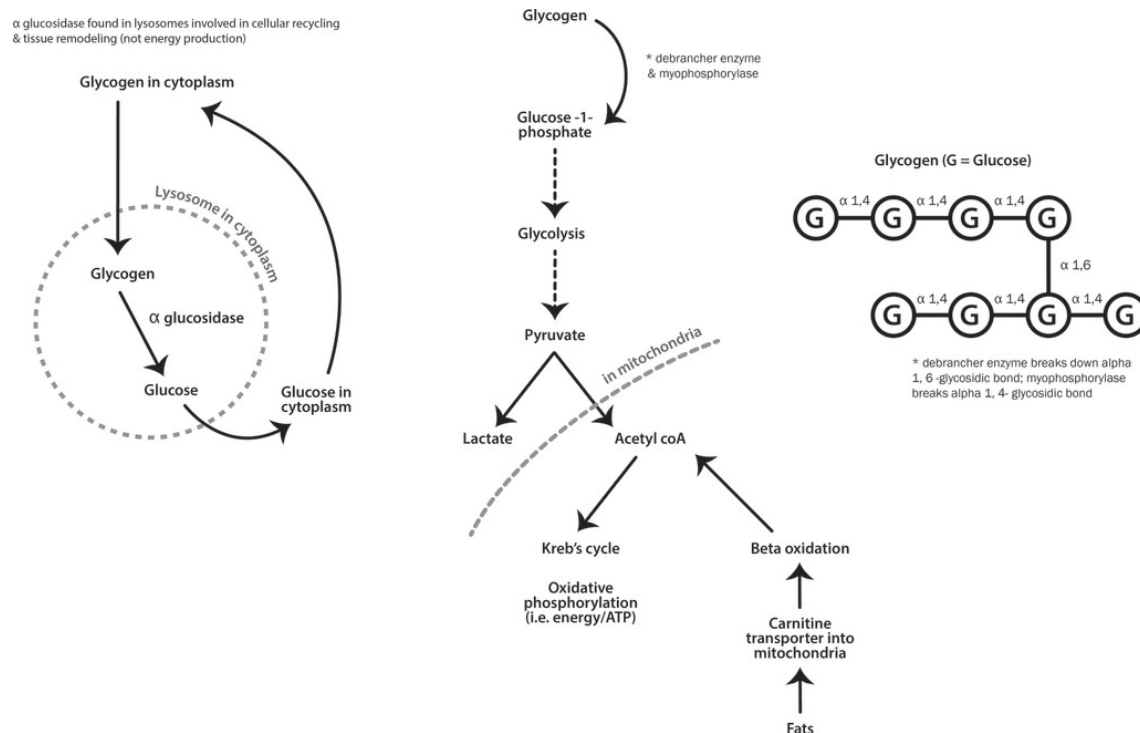 α glucosidase found in lysosomes involved in cellular recycling
& tissue remodeling (not energy production)
Glycogen in cytoplasm
Lysosome in cytoplasm
Glycogen
α glucosidase
Glucose
Glucose in
cytoplasm
Glycogen
* debrancher enzyme
& myophosphorylase
Glucose -1-
phosphate
Glycolysis
Pyruvate
in mitochondria
Lactate
Acetyl coA
Kreb's cycle
Oxidative
phosphorylation
(i.e. energy/ATP)
Beta oxidation
Carnitine
transporter into
mitochondria
Fats
Glycogen (G = Glucose)
α 1,4 α 1,4 α 1,4
G G G G
α 1,6
α 1,4 α 1,4 α 1,4
G G G G
* debrancher enzyme breaks down alpha
1, 6 -glycosidic bond; myophosphorylase
breaks alpha 1, 4- glycosidic bond